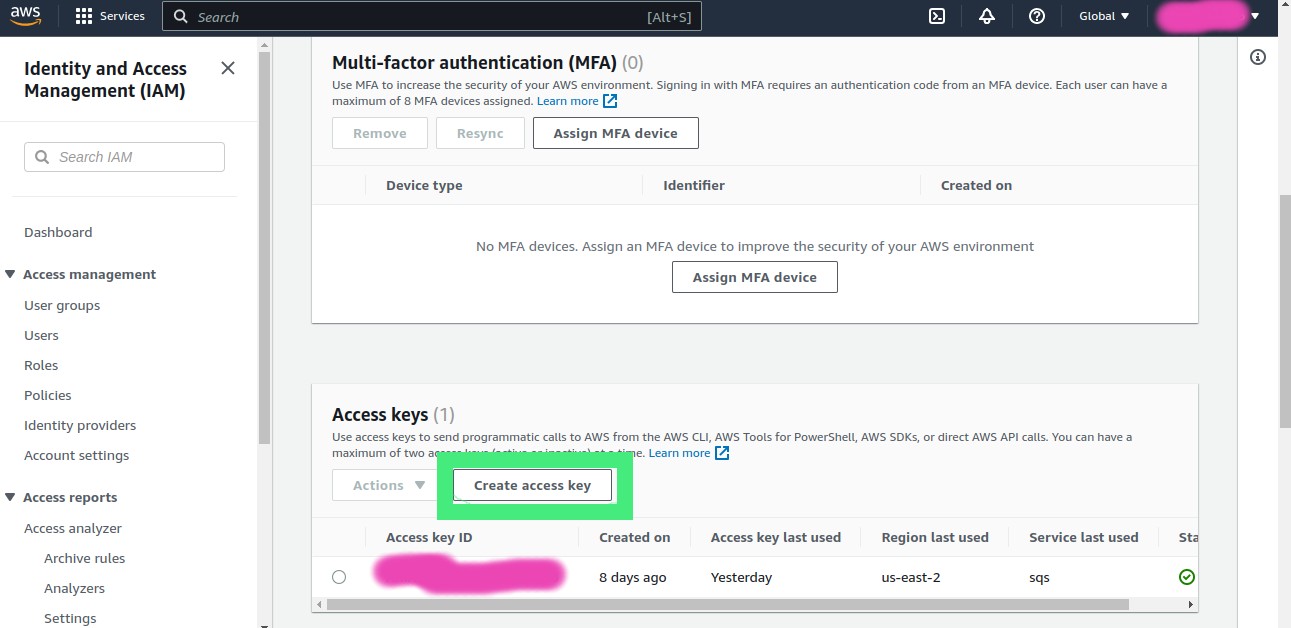 aws
Services
Search
[Alt+S]
Global
Identity and Access
Management (IAM)
Search IAM
Dashboard
Access management
User groups
Users
Roles
Policies
Identity providers
Account settings
Access reports
Access analyzer
Archive rules
Analyzers
Settings
Multi-factor authentication (MFA) (0)
Use MFA to increase the security of your AWS environment. Signing in with MFA requires an authentication code from an MFA device. Each user can have a
maximum of 8 MFA devices assigned. Learn more
Remove
Resync
Assign MFA device
Device type
Identifier
Created on
No MFA devices. Assign an MFA device to improve the security of your AWS environment
Assign MFA device
Access keys (1)
Use access keys to send programmatic calls to AWS from the AWS CLI, AWS Tools for PowerShell, AWS SDKs, or direct AWS API calls. You can have a
maximum of two access keys (active or inactive) at a time. Learn more
Actions
Create access key
Access key ID
Created on
Access key last used
Region last used
Service last used
Sta
8 days ago
Yesterday
us-east-2
sqs